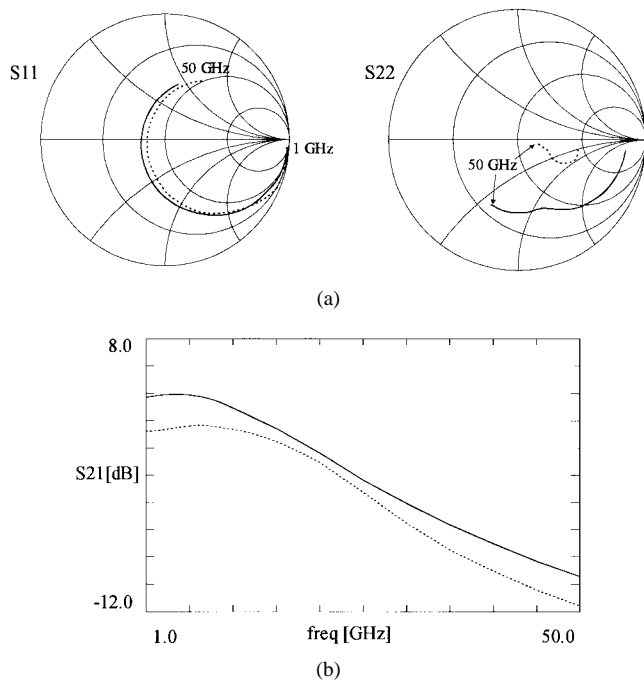 S11
50 GHz
1 GHz
S22
50 GHz
(a)
8.0
S21[dB]
-12.0
1.0
freq [GHz]
50.0
(b)